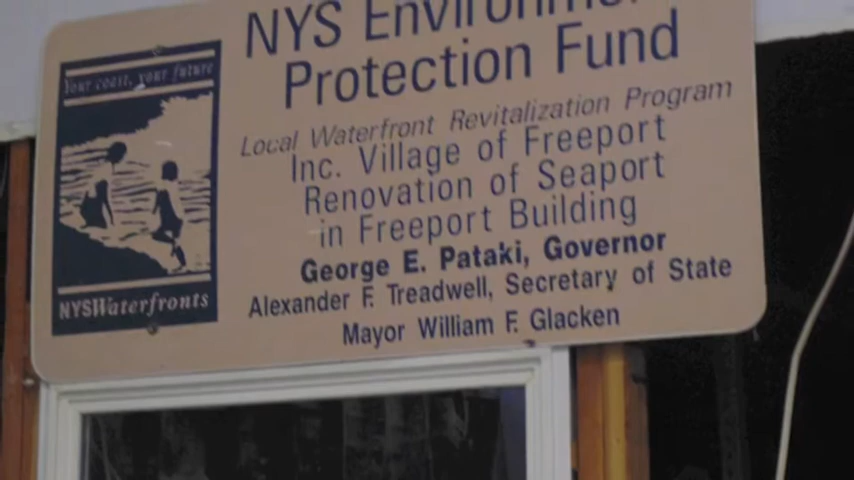 Your coast, your future
NYSWaterfronts
NYS
Protection Fund
Local Waterfront Revitalization Program
Inc. Village of Freeport
Renovation of Seaport
in Freeport Building
George E. Pataki, Governor
Alexander F. Treadwell, Secretary of State
Mayor William F. Glacken